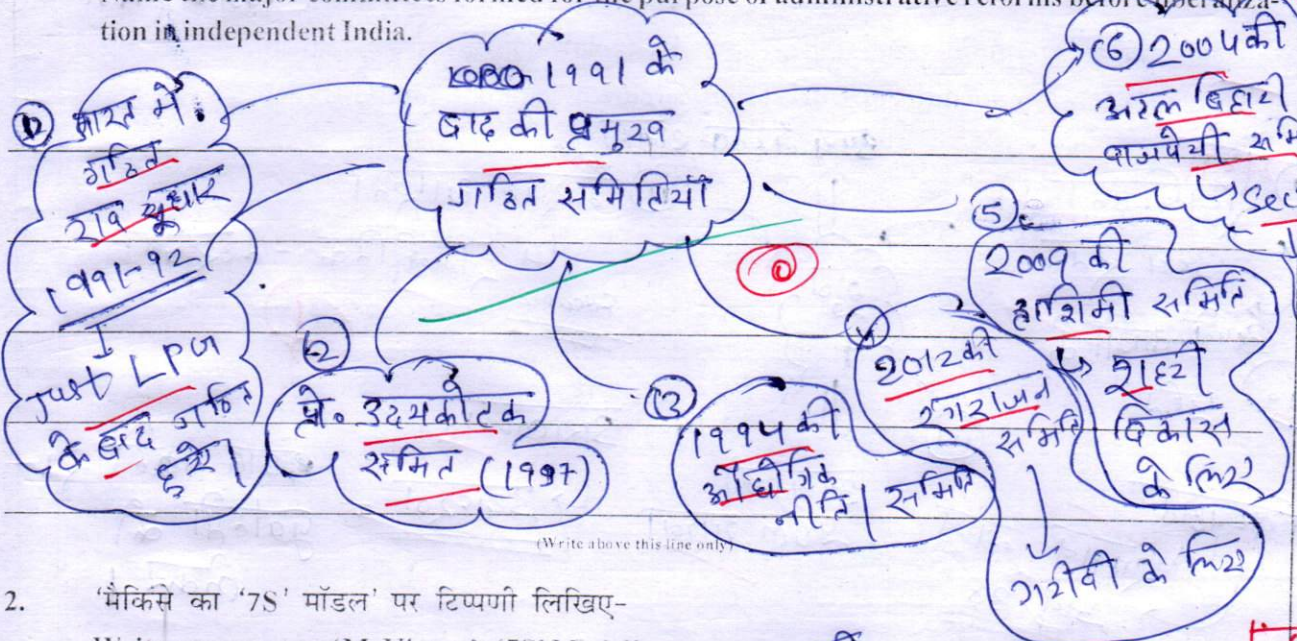 tion in independent India.
1991 के
बाद की प्रमुख
गठित समितियाँ
① भारत में
गठित
राव सुधार
1991-92
Just LPG
के बाद गठित
हुये।
②
प्रो. उदय कोटक
समिति (1997)
③
1994 की
औद्योगिक
नीति समिति
④
2012 की
रंगराजन
समिति
गरीबी के लिए
⑤
2009 की
हाशिमी समिति
↳ शहरी
विकास
के लिए
⑥ 2004 की
अटल बिहारी
वाजपेयी
0
(Write above this line only)
2. 'मैकिंसे का '7S' मॉडल' पर टिप्पणी लिखिए-